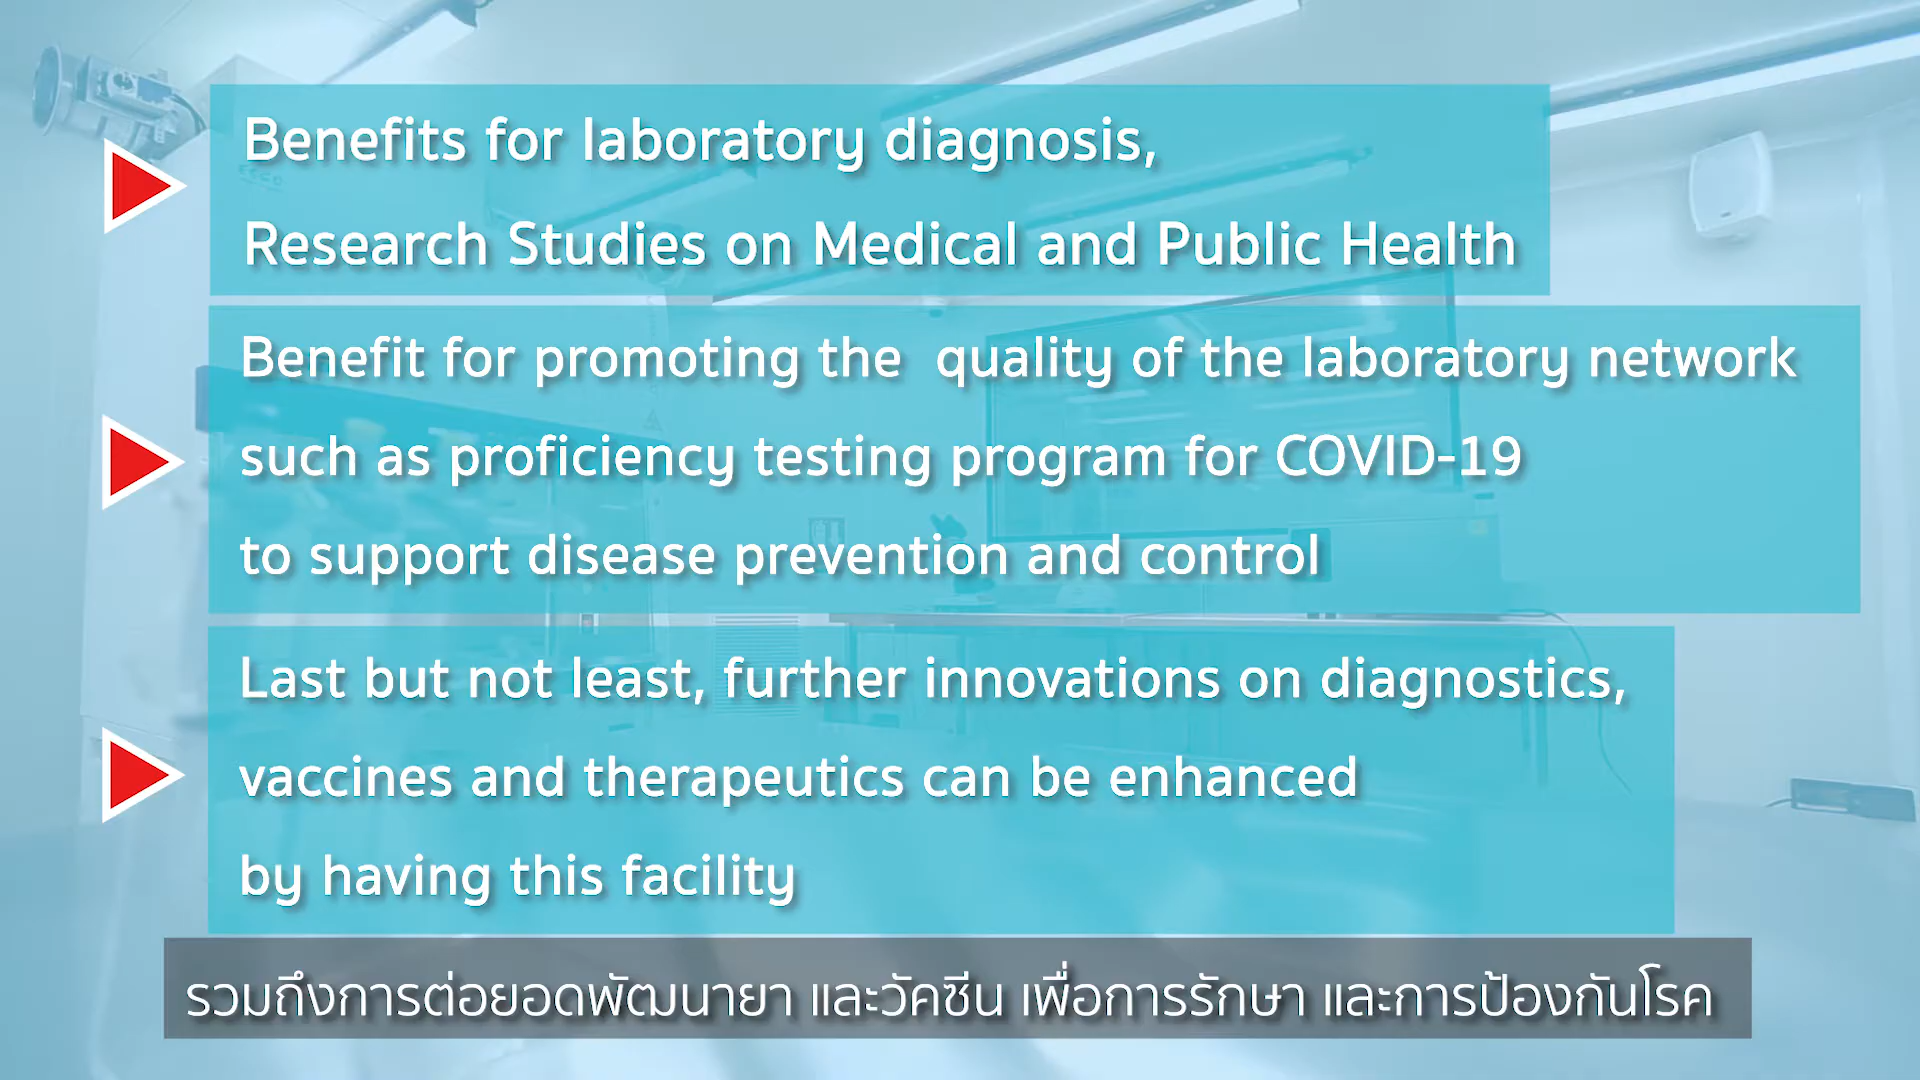 Benefits for laboratory diagnosis,
Research Studies on Medical and Public Health
Benefit for promoting the quality of the laboratory network
such as proficiency testing program for COVID-19
to support disease prevention and control
Last but not least, further innovations on diagnostics,
vaccines and therapeutics can be enhanced
by having this facility
รวมถึงการต่อยอดพัฒนายา และวัคซีน เพื่อการรักษา และการป้องกันโรค